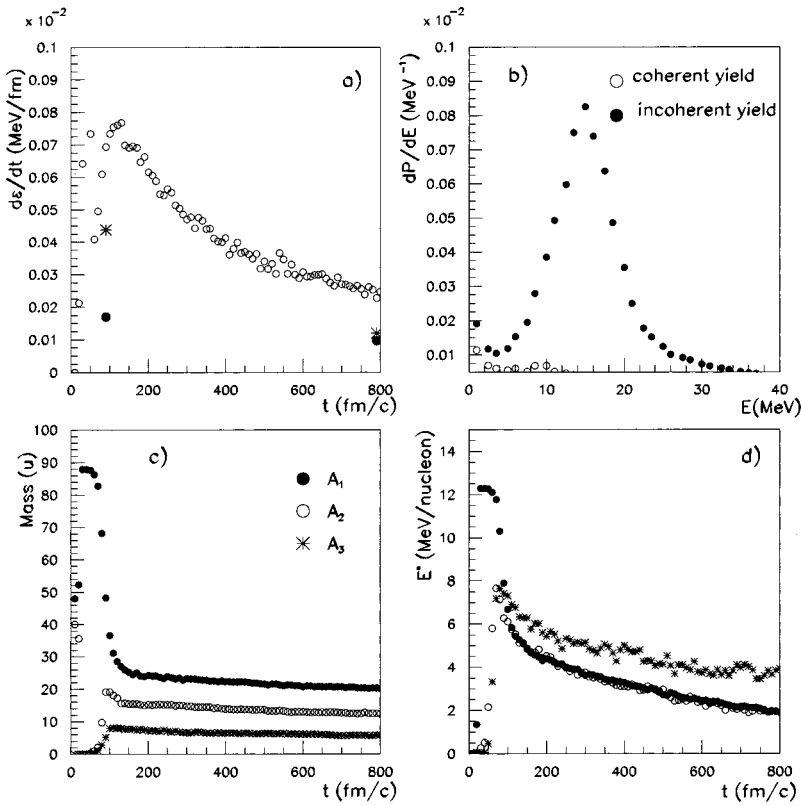 × 10⁻²
0.1
0.09
0.08
0.07
0.06
0.05
0.04
0.03
0.02
0.01
0
dε/dt (MeV/fm)
a)
0 200 400 600 800
t (fm/c)
× 10⁻²
0.1
0.09
0.08
0.07
0.06
0.05
0.04
0.03
0.02
0.01
dP/dE (MeV⁻¹)
b)
coherent yield
incoherent yield
0 10 20 30 40
E(MeV)
100
90
80
70
60
50
40
30
20
10
0
Mass (u)
c)
A₁
A₂
A₃
0 200 400 600 800
t (fm/c)
14
12
10
8
6
4
2
0
E* (MeV/nucleon)
d)
0 200 400 600 800
t (fm/c)